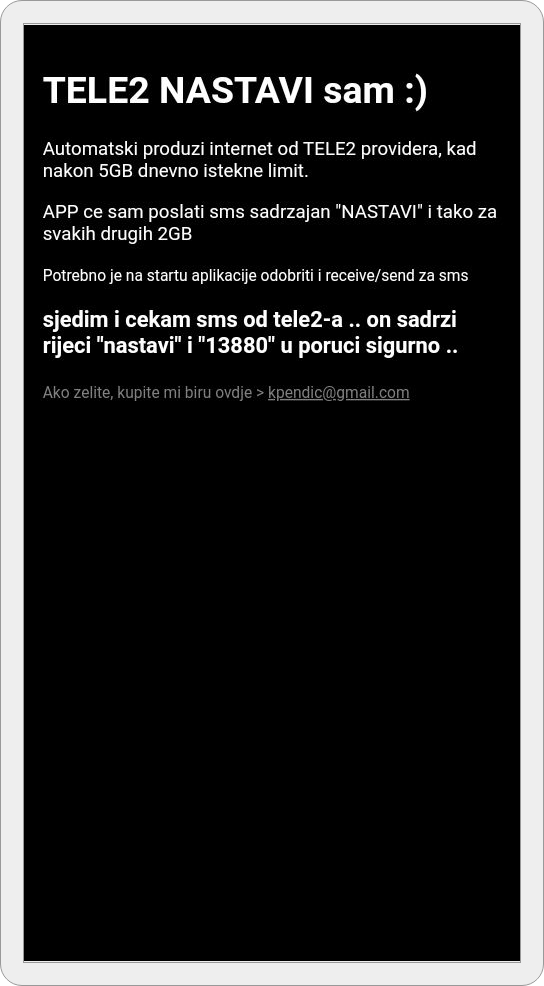 TELE2 NASTAVI sam :)
Automatski produzi internet od TELE2 providera, kad
nakon 5GB dnevno istekne limit.
APP ce sam poslati sms sadrzajan "NASTAVI" i tako za
svakih drugih 2GB
Potrebno je na startu aplikacije odobriti i receive/send za sms
sjedim i cekam sms od tele2-a .. on sadrzi
rijeci "nastavi" i "13880" u poruci sigurno ..
Ako zelite, kupite mi biru ovdje > kpendic@gmail.com